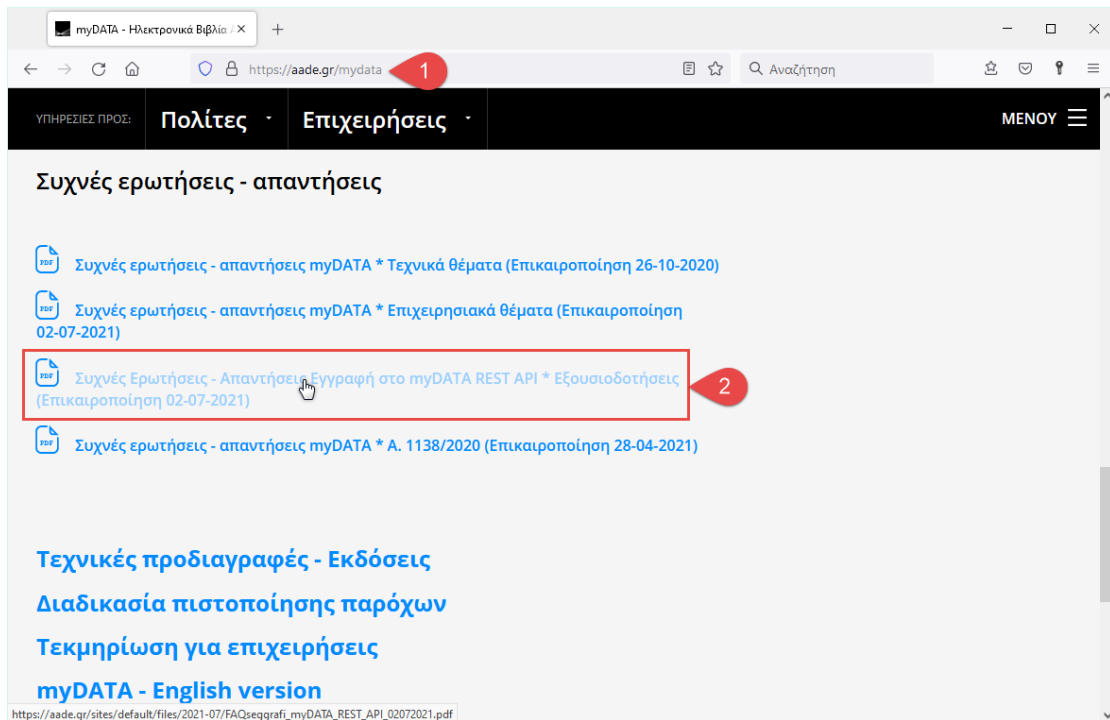 myDATA - Ηλεκτρονικά Βιβλία
https://aade.gr/mydata
1
Αναζήτηση
ΥΠΗΡΕΣΙΕΣ ΠΡΟΣ:
Πολίτες
Επιχειρήσεις
ΜΕΝΟΥ
Συχνές ερωτήσεις - απαντήσεις
PDF Συχνές ερωτήσεις - απαντήσεις myDATA * Τεχνικά θέματα (Επικαιροποίηση 26-10-2020)
PDF Συχνές ερωτήσεις - απαντήσεις myDATA * Επιχειρησιακά θέματα (Επικαιροποίηση
02-07-2021)
PDF Συχνές Ερωτήσεις - Απαντήσεις Εγγραφή στο myDATA REST API * Εξουσιοδοτήσεις
(Επικαιροποίηση 02-07-2021)
2
PDF Συχνές ερωτήσεις - απαντήσεις myDATA * Α. 1138/2020 (Επικαιροποίηση 28-04-2021)
Τεχνικές προδιαγραφές - Εκδόσεις
Διαδικασία πιστοποίησης παρόχων
Τεκμηρίωση για επιχειρήσεις
myDATA - English version
https://aade.gr/sites/default/files/2021-07/FAQseggrafi_myDATA_REST_API_02072021.pdf